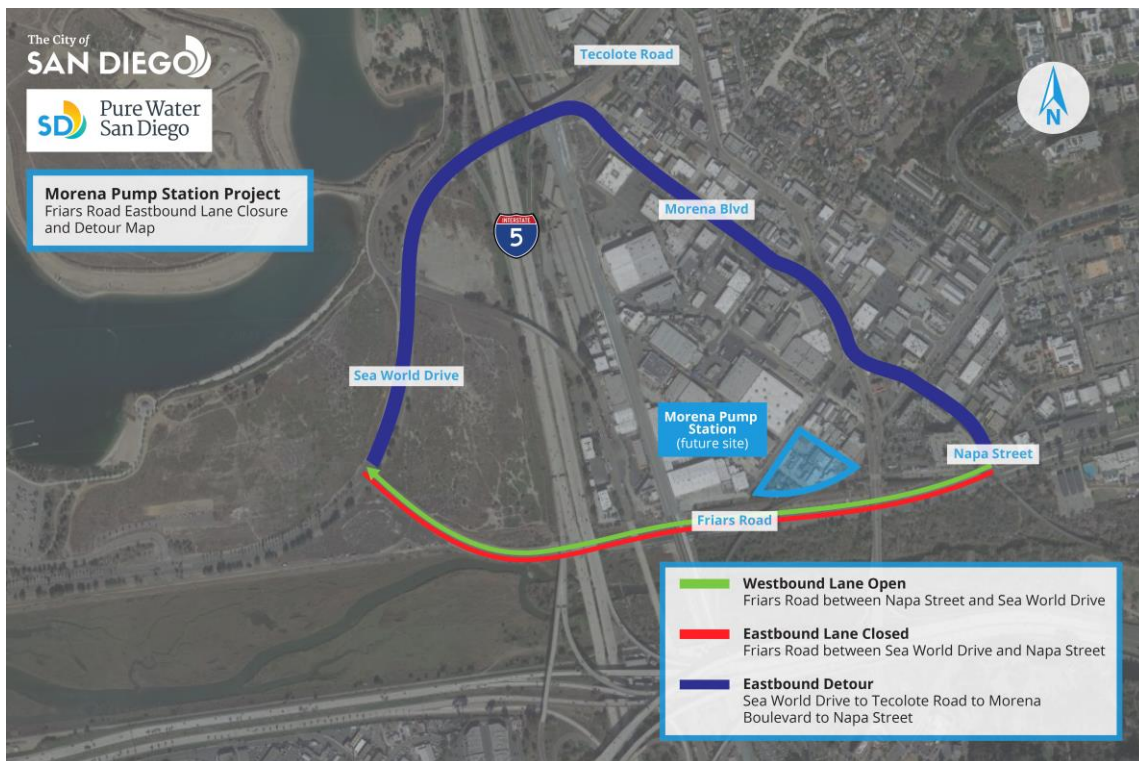 The City of
SAN DIEGO
SD
Pure Water
San Diego
Morena Pump Station Project
Friars Road Eastbound Lane Closure
and Detour Map
Tecolote Road
N
Morena Blvd
INTERSTATE
5
Sea World Drive
Morena Pump
Station
(future site)
Napa Street
Friars Road
Westbound Lane Open
Friars Road between Napa Street and Sea World Drive
Eastbound Lane Closed
Friars Road between Sea World Drive and Napa Street
Eastbound Detour
Sea World Drive to Tecolote Road to Morena
Boulevard to Napa Street